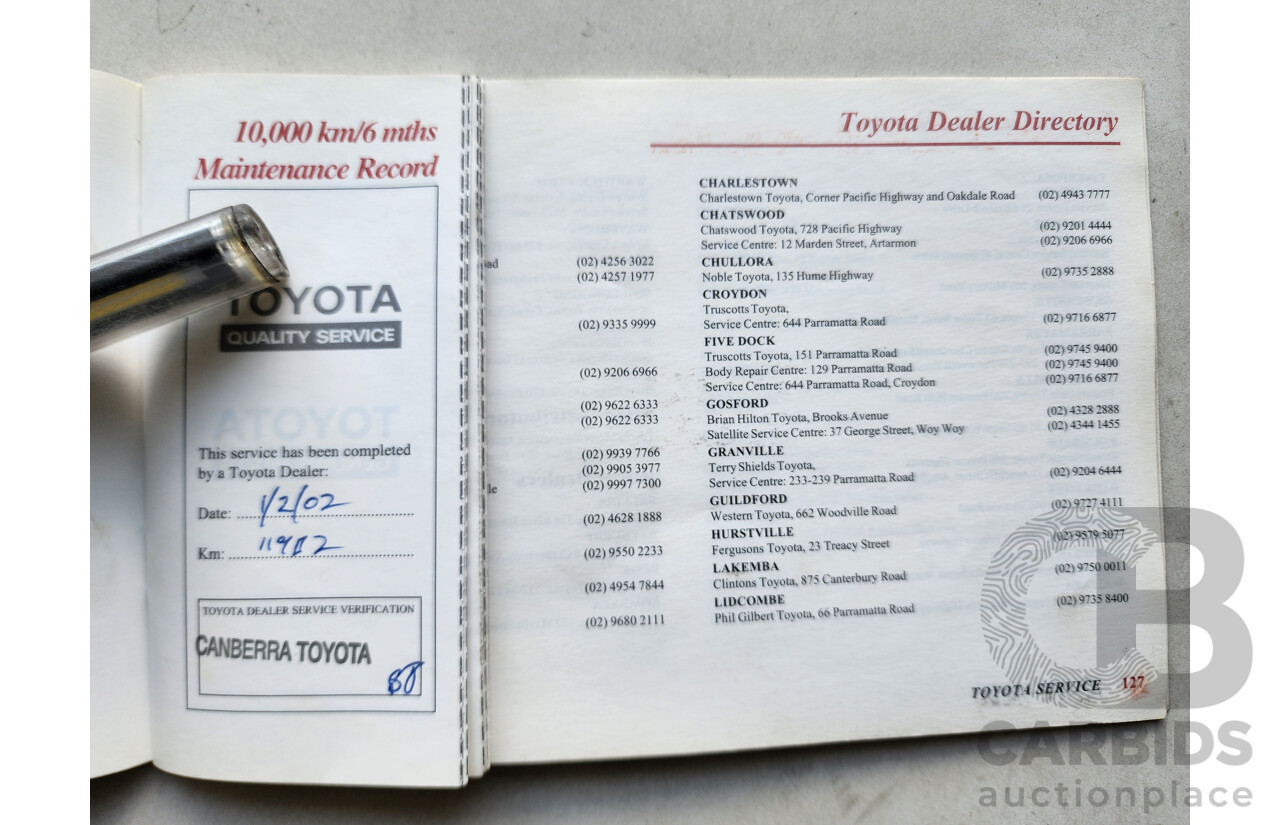 10,000 km/6 mths
Maintenance Record
TOYOTA
QUALITY SERVICE
This service has been completed
by a Toyota Dealer:
Date: 1/2/02
Km: 11982
TOYOTA DEALER SERVICE VERIFICATION
CANBERRA TOYOTA
(02) 4256 3022
(02) 4257 1977
(02) 9335 9999
(02) 9206 6966
(02) 9622 6333
(02) 9622 6333
(02) 9939 7766
(02) 9905 3977
(02) 9997 7300
(02) 4628 1888
(02) 9550 2233
(02) 4954 7844
(02) 9680 2111
Toyota Dealer Directory
CHARLESTOWN
Charlestown Toyota, Corner Pacific Highway and Oakdale Road (02) 4943 7777
CHATSWOOD
Chatswood Toyota, 728 Pacific Highway (02) 9201 4444
Service Centre: 12 Marden Street, Artarmon (02) 9206 6966
CHULLORA
Noble Toyota, 135 Hume Highway (02) 9735 2888
CROYDON
Truscotts Toyota,
Service Centre: 644 Parramatta Road (02) 9716 6877
FIVE DOCK
Truscotts Toyota, 151 Parramatta Road (02) 9745 9400
Body Repair Centre: 129 Parramatta Road (02) 9745 9400
Service Centre: 644 Parramatta Road, Croydon (02) 9716 6877
GOSFORD
Brian Hilton Toyota, Brooks Avenue (02) 4328 2888
Satellite Service Centre: 37 George Street, Woy Woy (02) 4344 1455
GRANVILLE
Terry Shields Toyota,
Service Centre: 233-239 Parramatta Road (02) 9204 6444
GUILDFORD
Western Toyota, 662 Woodville Road (02) 9727 4111
HURSTVILLE
Fergusons Toyota, 23 Treacy Street (02) 9579 5077
LAKEMBA
Clintons Toyota, 875 Canterbury Road (02) 9750 0011
LIDCOMBE
Phil Gilbert Toyota, 66 Parramatta Road (02) 9735 8400
TOYOTA SERVICE 127
CARBIDS
auctionplace